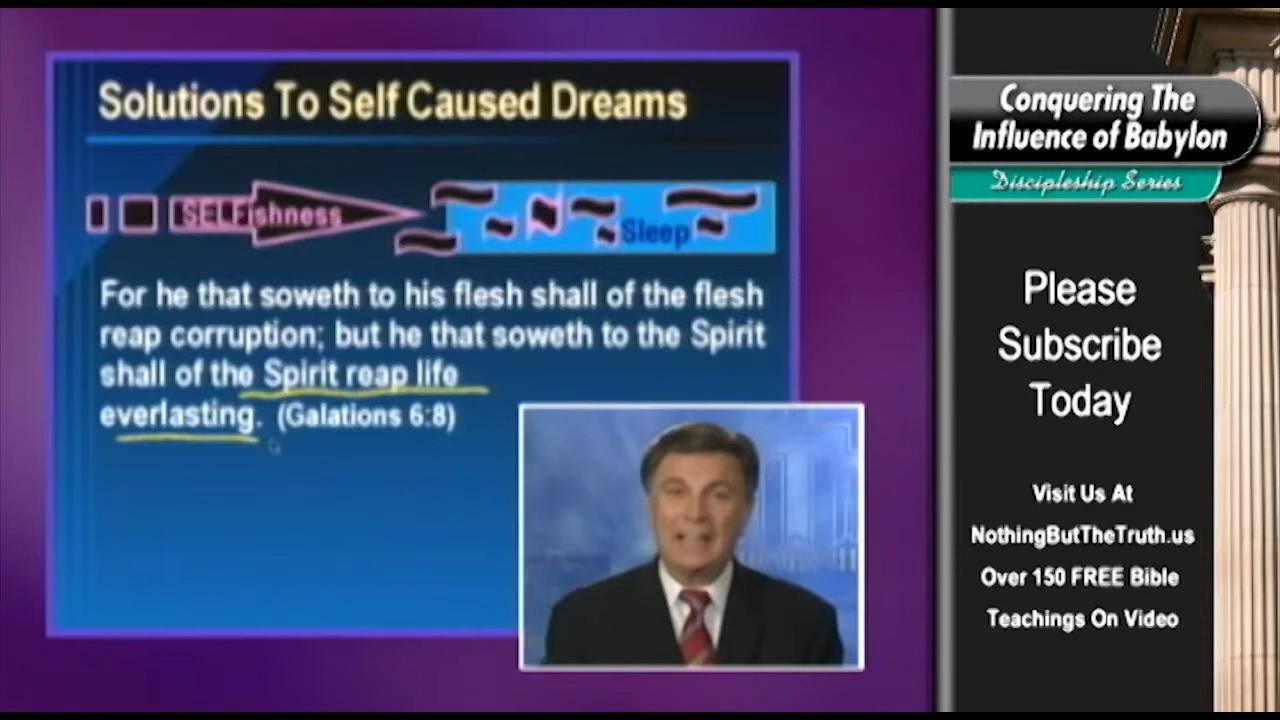 Solutions To Self Caused Dreams
SELFishness
Sleep
For he that soweth to his flesh shall of the flesh
reap corruption; but he that soweth to the Spirit
shall of the Spirit reap life
everlasting. (Galations 6:8)
Conquering The
Influence of Babylon
Discipleship Series
Please
Subscribe
Today
Visit Us At
NothingButTheTruth.us
Over 150 FREE Bible
Teachings On Video